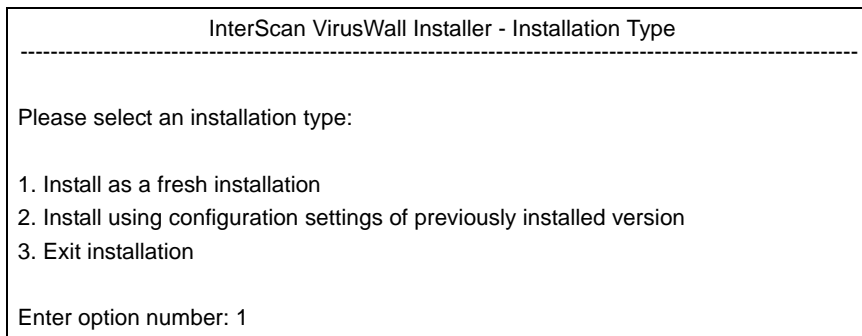 InterScan VirusWall Installer - Installation Type
----------------------------------------------------------------------------------------------------
Please select an installation type:
1. Install as a fresh installation
2. Install using configuration settings of previously installed version
3. Exit installation
Enter option number: 1